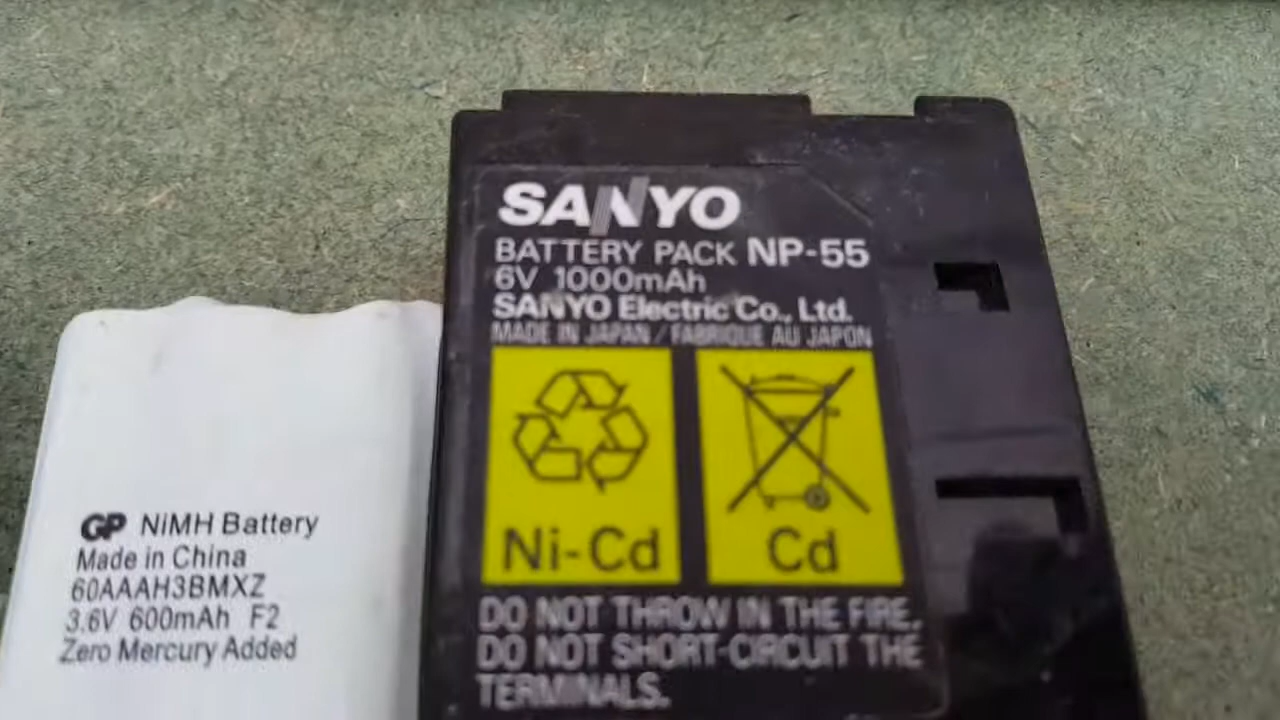 GP NiMH Battery
Made in China
60AAAH3BMXZ
3.6V 600mAh F2
Zero Mercury Added
SANYO
BATTERY PACK NP-55
6V 1000mAh
SANYO Electric Co., Ltd.
MADE IN JAPAN / FABRIQUE AU JAPON
Ni-Cd
Cd
DO NOT THROW IN THE FIRE.
DO NOT SHORT-CIRCUIT THE
TERMINALS.